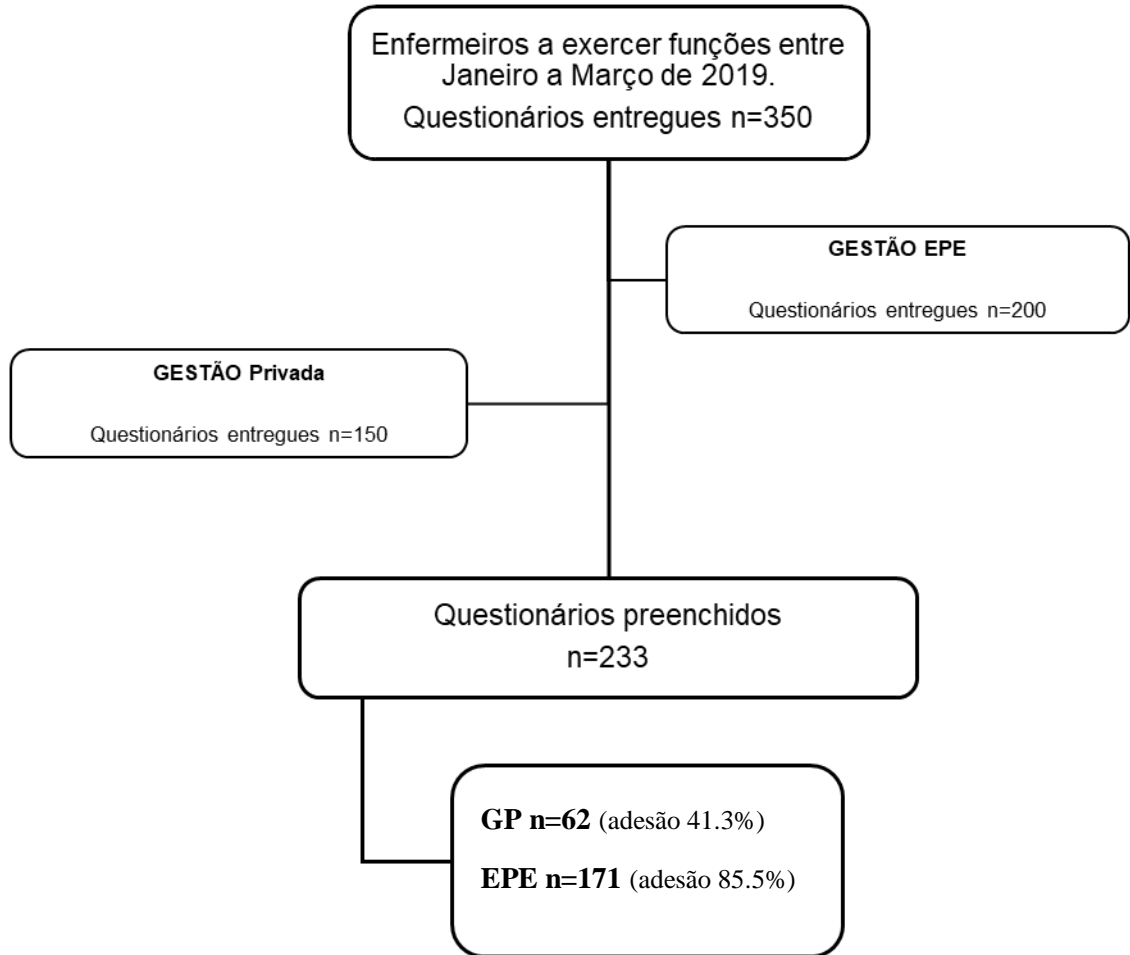 Enfermeiros a exercer funções entre
Janeiro a Março de 2019.
Questionários entregues n=350
GESTÃO EPE
Questionários entregues n=200
GESTÃO Privada
Questionários entregues n=150
Questionários preenchidos
n=233
GP n=62 (adesão 41.3%)
EPE n=171 (adesão 85.5%)